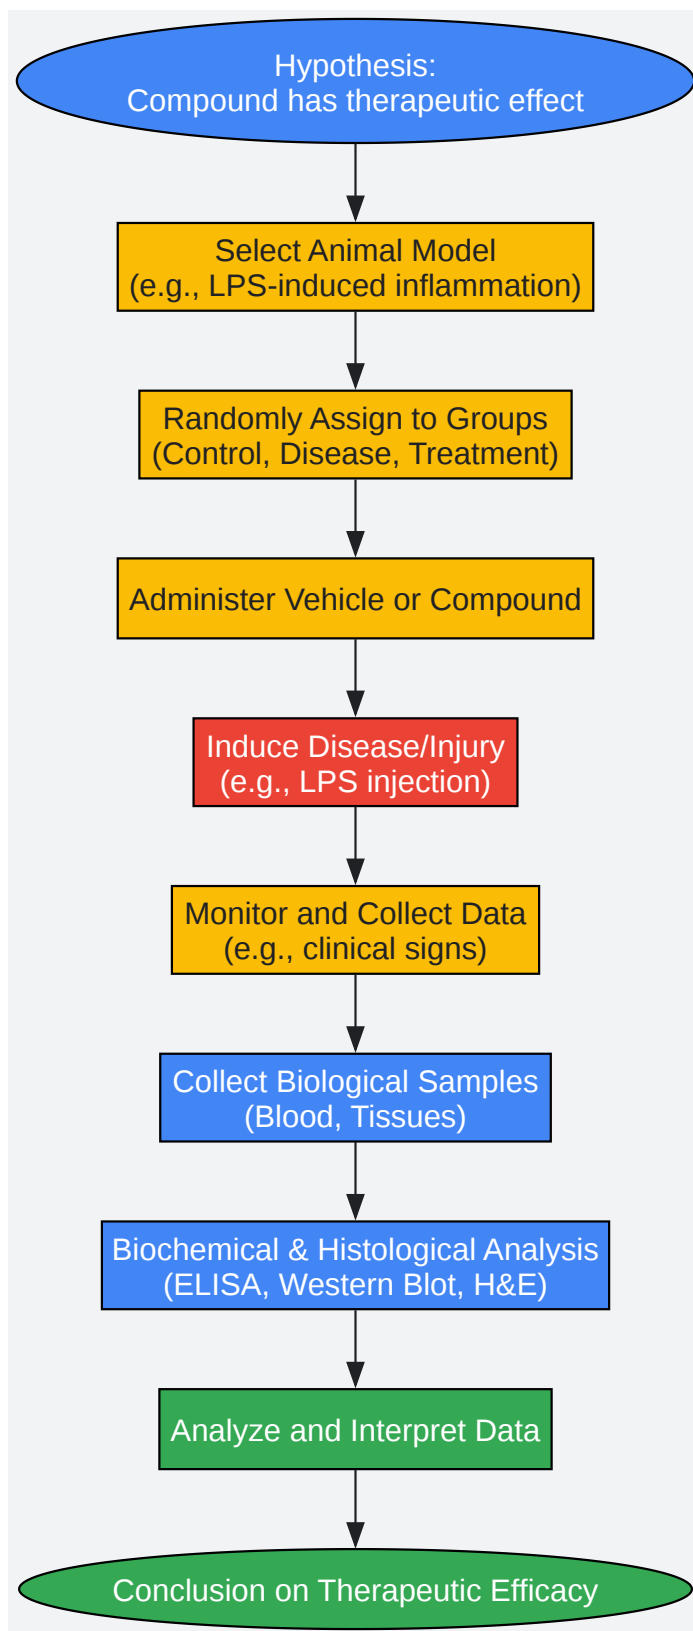 Hypothesis:
Compound has therapeutic effect
Select Animal Model
(e.g., LPS-induced inflammation)
Randomly Assign to Groups
(Control, Disease, Treatment)
Administer Vehicle or Compound
Induce Disease/Injury
(e.g., LPS injection)
Monitor and Collect Data
(e.g., clinical signs)
Collect Biological Samples
(Blood, Tissues)
Biochemical & Histological Analysis
(ELISA, Western Blot, H&E)
Analyze and Interpret Data
Conclusion on Therapeutic Efficacy